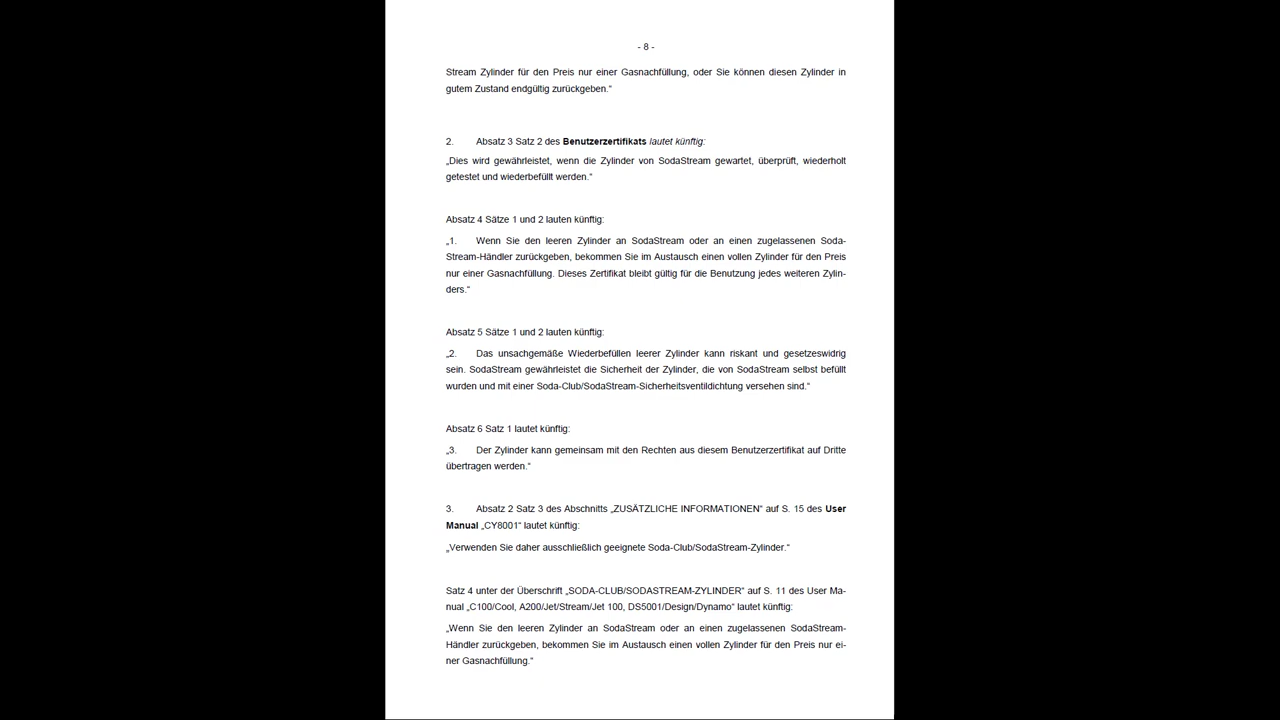 - 8 -
Stream Zylinder für den Preis nur einer Gasnachfüllung, oder Sie können diesen Zylinder in
gutem Zustand endgültig zurückgeben.“
2. Absatz 3 Satz 2 des Benutzerzertifikats lautet künftig:
„Dies wird gewährleistet, wenn die Zylinder von SodaStream gewartet, überprüft, wiederholt
getestet und wiederbefüllt werden.“
Absatz 4 Sätze 1 und 2 lauten künftig:
„1. Wenn Sie den leeren Zylinder an SodaStream oder an einen zugelassenen Soda-
Stream-Händler zurückgeben, bekommen Sie im Austausch einen vollen Zylinder für den Preis
nur einer Gasnachfüllung. Dieses Zertifikat bleibt gültig für die Benutzung jedes weiteren Zylin-
ders.“
Absatz 5 Sätze 1 und 2 lauten künftig:
„2. Das unsachgemäße Wiederbefüllen leerer Zylinder kann riskant und gesetzeswidrig
sein. SodaStream gewährleistet die Sicherheit der Zylinder, die von SodaStream selbst befüllt
wurden und mit einer Soda-Club/SodaStream-Sicherheitsventildichtung versehen sind.“
Absatz 6 Satz 1 lautet künftig:
„3. Der Zylinder kann gemeinsam mit den Rechten aus diesem Benutzerzertifikat auf Dritte
übertragen werden.“
3. Absatz 2 Satz 3 des Abschnitts „ZUSÄTZLICHE INFORMATIONEN“ auf S. 15 des User
Manual „CY8001“ lautet künftig:
„Verwenden Sie daher ausschließlich geeignete Soda-Club/SodaStream-Zylinder.“
Satz 4 unter der Überschrift „SODA-CLUB/SODASTREAM-ZYLINDER“ auf S. 11 des User Ma-
nual „C100/Cool, A200/Jet/Stream/Jet 100, DS5001/Design/Dynamo“ lautet künftig:
„Wenn Sie den leeren Zylinder an SodaStream oder an einen zugelassenen SodaStream-
Händler zurückgeben, bekommen Sie im Austausch einen vollen Zylinder für den Preis nur ei-
ner Gasnachfüllung.“